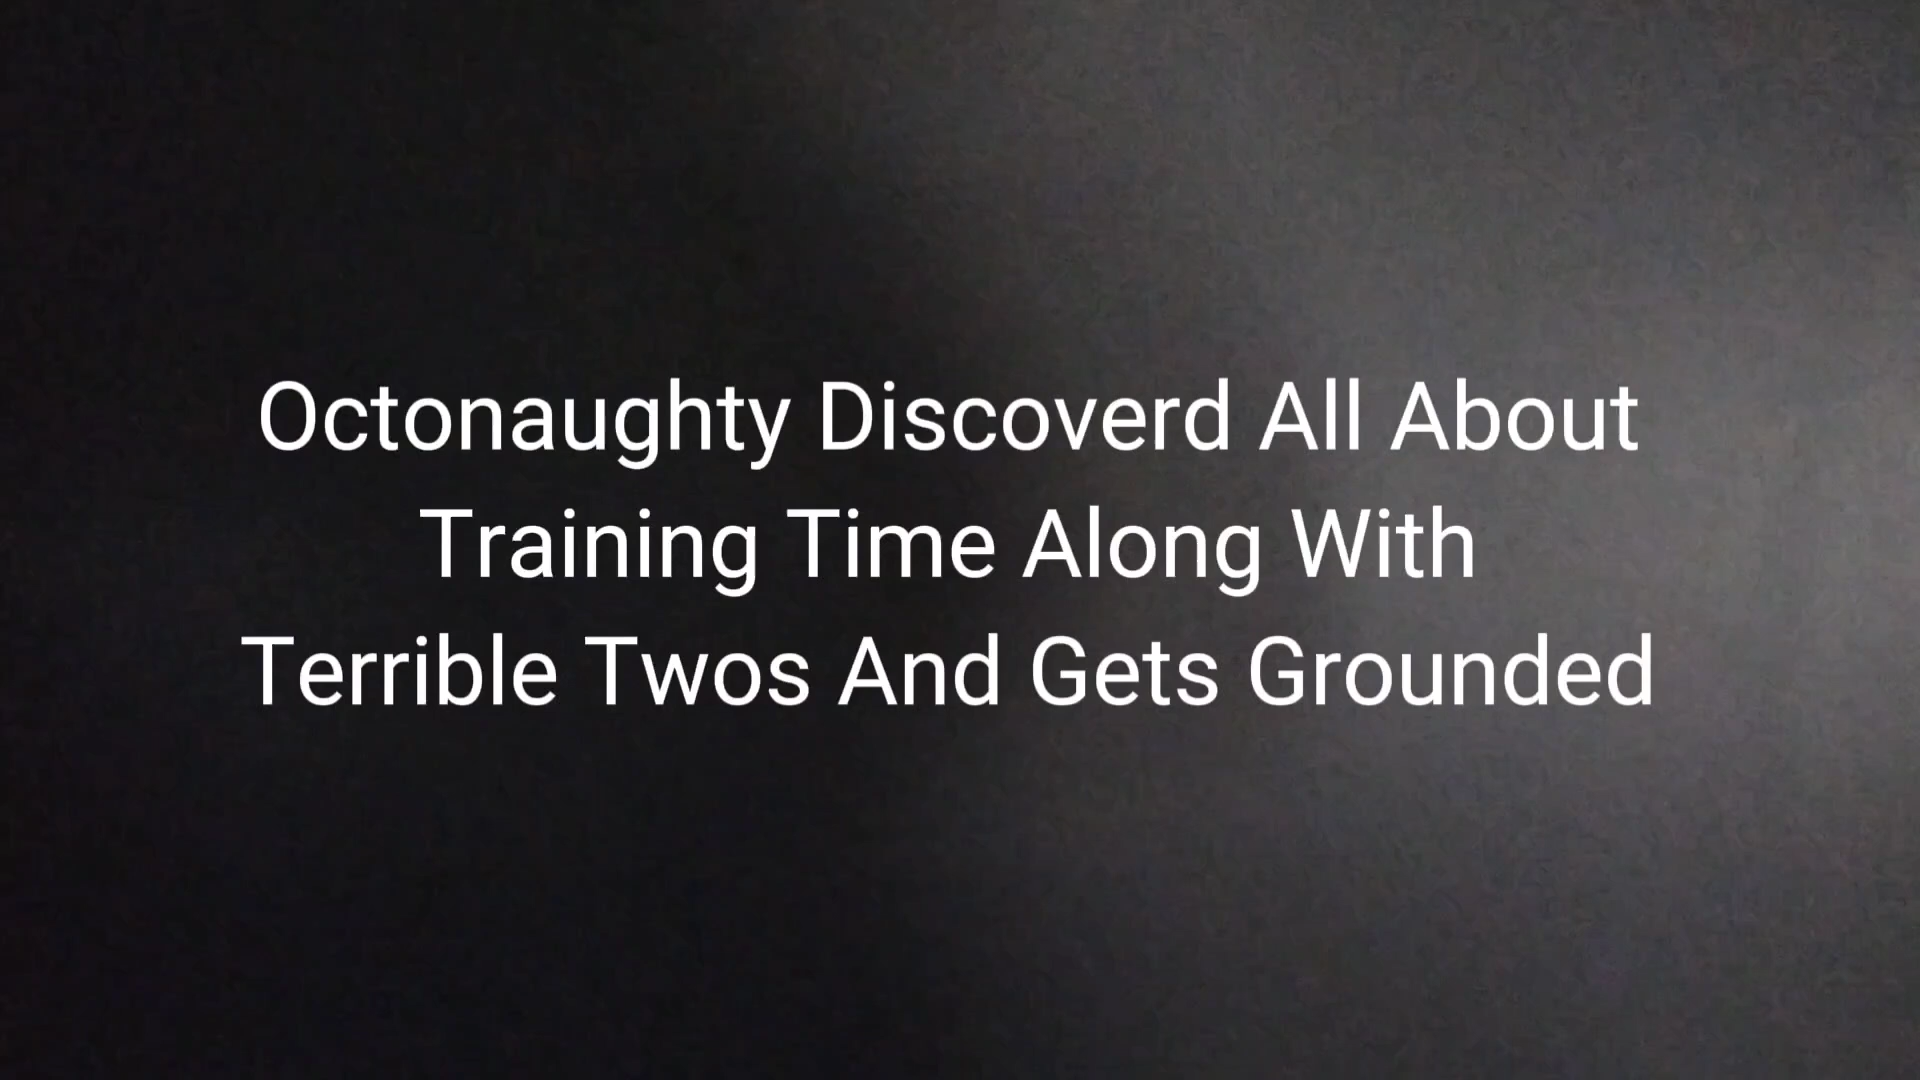 Octonaughty Discoverd All About
Training Time Along With
Terrible Twos And Gets Grounded